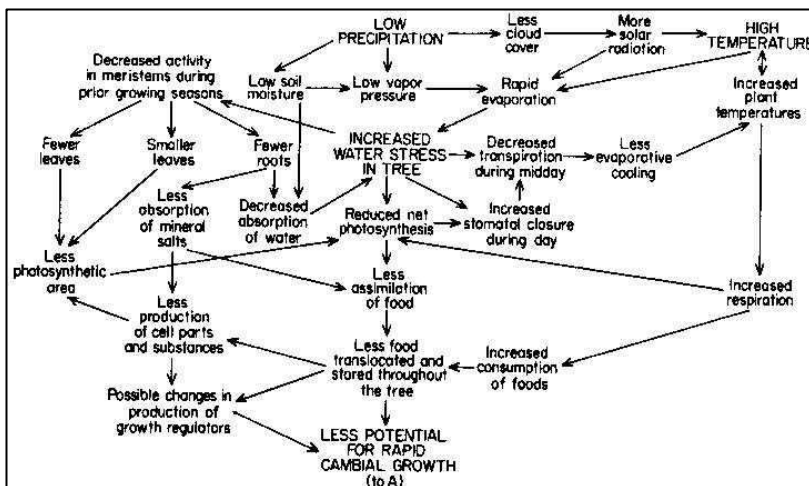 LOW
PRECIPITATION
Less
cloud
cover
More
solar
radiation
HIGH
TEMPERATURE
Decreased activity
in meristems during
prior growing seasons
Low soil
moisture
Low vapor
pressure
Rapid
evaporation
Increased
plant
temperatures
Fewer
leaves
Smaller
leaves
Fewer
roots
INCREASED
WATER STRESS
IN TREE
Decreased
transpiration
during midday
Less
evaporative
cooling
Less
absorption
of mineral
salts
Decreased
absorption
of water
Reduced net
photosynthesis
Increased
stomatal closure
during day
Less
photosynthetic
area
Less
assimilation
of food
Increased
respiration
Less
production
of cell parts
and substances
Less food
translocated and
stored throughout
the tree
Increased
consumption
of foods
Possible changes in
production of
growth regulators
LESS POTENTIAL
FOR RAPID
CAMBIAL GROWTH
(to A)